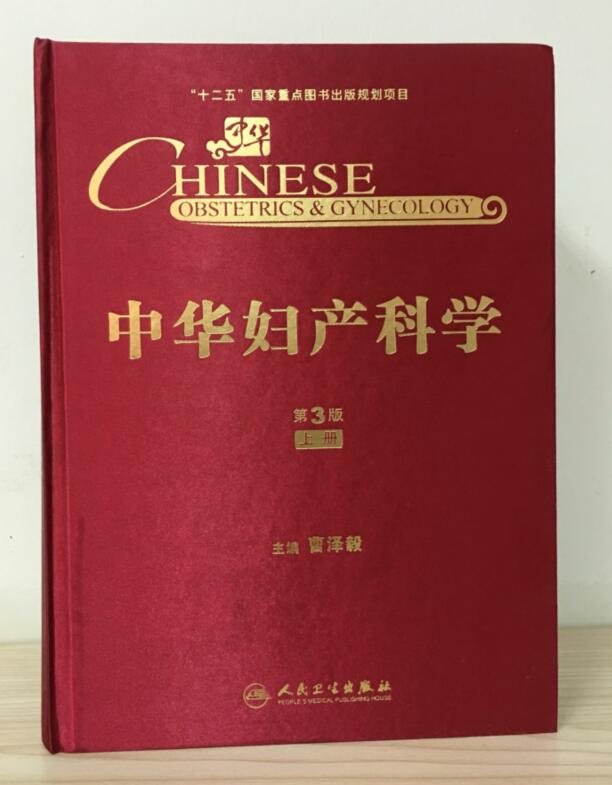 “十二五”国家重点图书出版规划项目
中华
CHINESE
OBSTETRICS & GYNECOLOGY
中华妇产科学
第3版
上册
主编 曹泽毅
人民卫生出版社
PEOPLE'S MEDICAL PUBLISHING HOUSE